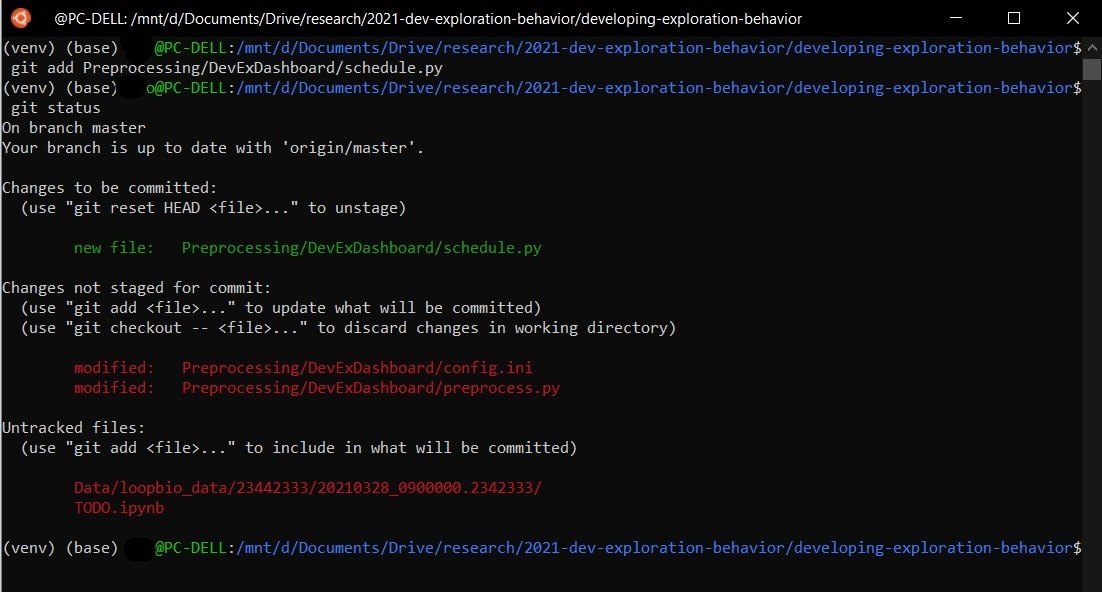 @PC-DELL: /mnt/d/Documents/Drive/research/2021-dev-exploration-behavior/developing-exploration-behavior
(venv) (base) @PC-DELL:/mnt/d/Documents/Drive/research/2021-dev-exploration-behavior/developing-exploration-behavior$
git add Preprocessing/DevExDashboard/schedule.py
(venv) (base) o@PC-DELL:/mnt/d/Documents/Drive/research/2021-dev-exploration-behavior/developing-exploration-behavior$
git status
On branch master
Your branch is up to date with 'origin/master'.
Changes to be committed:
(use "git reset HEAD <file>..." to unstage)
new file: Preprocessing/DevExDashboard/schedule.py
Changes not staged for commit:
(use "git add <file>..." to update what will be committed)
(use "git checkout -- <file>..." to discard changes in working directory)
modified: Preprocessing/DevExDashboard/config.ini
modified: Preprocessing/DevExDashboard/preprocess.py
Untracked files:
(use "git add <file>..." to include in what will be committed)
Data/loopbio_data/23442333/20210328_0900000.2342333/
TODO.ipynb
(venv) (base) @PC-DELL:/mnt/d/Documents/Drive/research/2021-dev-exploration-behavior/developing-exploration-behavior$